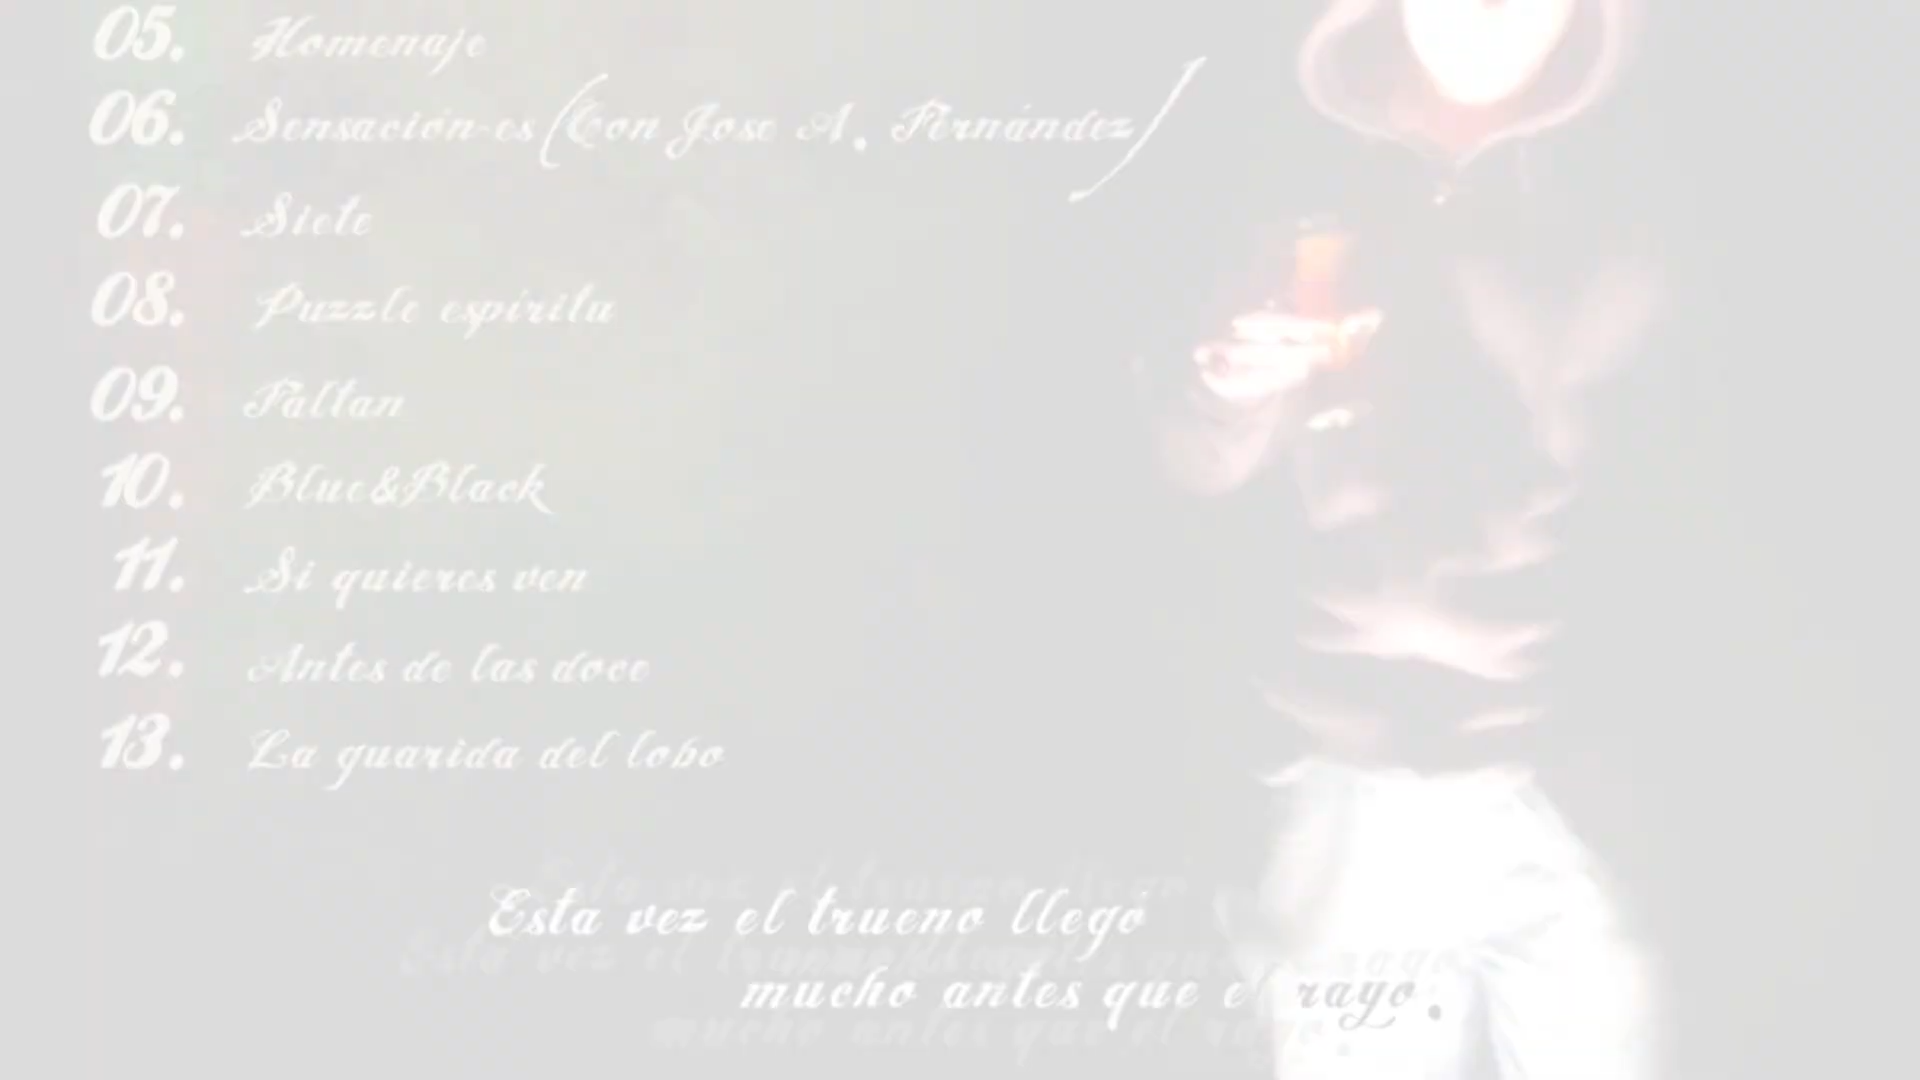 05. Homenaje
06. Sensación-es (Con Jose A. Fernández)
07. Siete
08. Puzzle espíritu
09. Faltan
10. Blue&Black
11. Si quieres ven
12. Antes de las doce
13. La guarida del lobo
Esta vez el trueno llegó
mucho antes que el rayo.